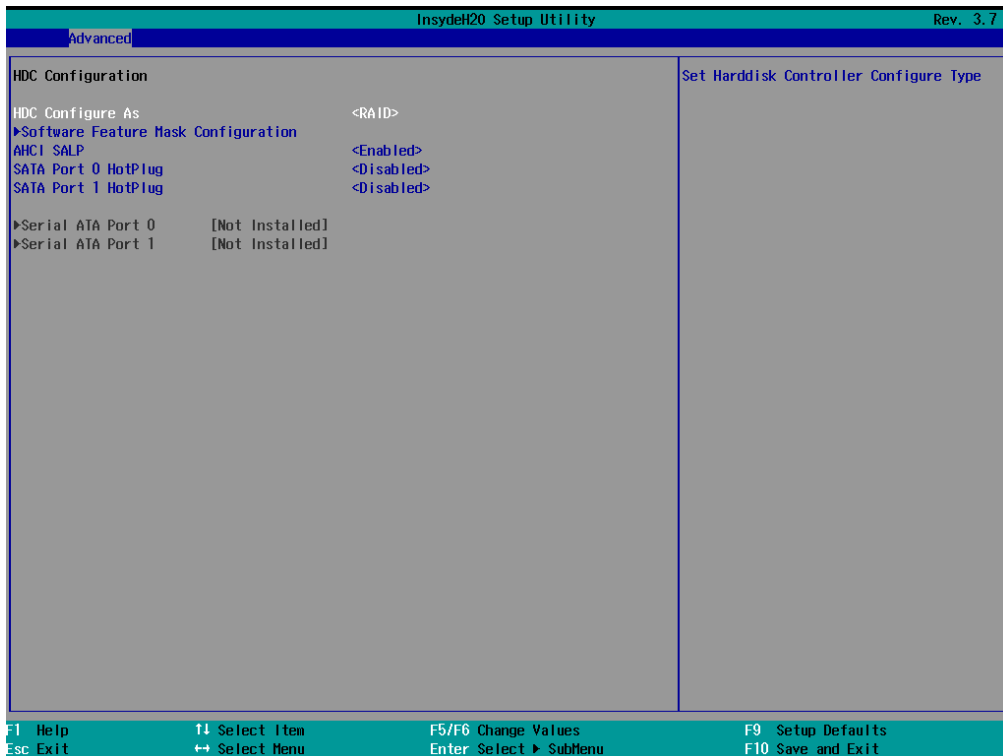 InsydeH20 Setup Utility Rev. 3.7
Advanced
HDC Configuration
Set Harddisk Controller Configure Type
HDC Configure As <RAID>
▶Software Feature Mask Configuration
AHCI SALP <Enabled>
SATA Port 0 HotPlug <Disabled>
SATA Port 1 HotPlug <Disabled>
▶Serial ATA Port 0 [Not Installed]
▶Serial ATA Port 1 [Not Installed]
F1 Help ↑↓ Select Item F5/F6 Change Values F9 Setup Defaults
Esc Exit ↔ Select Menu Enter Select ▶ SubMenu F10 Save and Exit